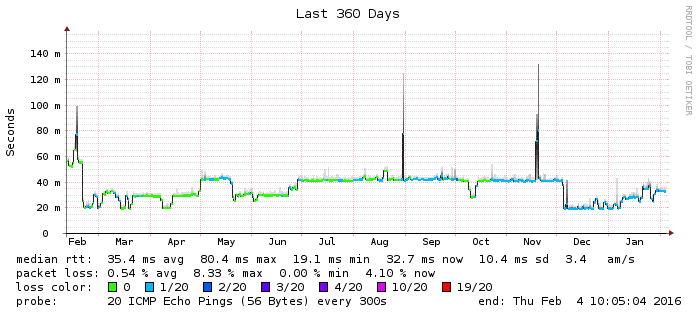 Last 360 Days
RRDTOOL / TOBI OETIKER
Seconds
140 m
120 m
100 m
80 m
60 m
40 m
20 m
0
Feb Mar Apr May Jun Jul Aug Sep Oct Nov Dec Jan
median rtt: 35.4 ms avg 80.4 ms max 19.1 ms min 32.7 ms now 10.4 ms sd 3.4 am/s
packet loss: 0.54 % avg 8.33 % max 0.00 % min 4.10 % now
loss color: 0 1/20 2/20 3/20 4/20 10/20 19/20
probe: 20 ICMP Echo Pings (56 Bytes) every 300s end: Thu Feb 4 10:05:04 2016